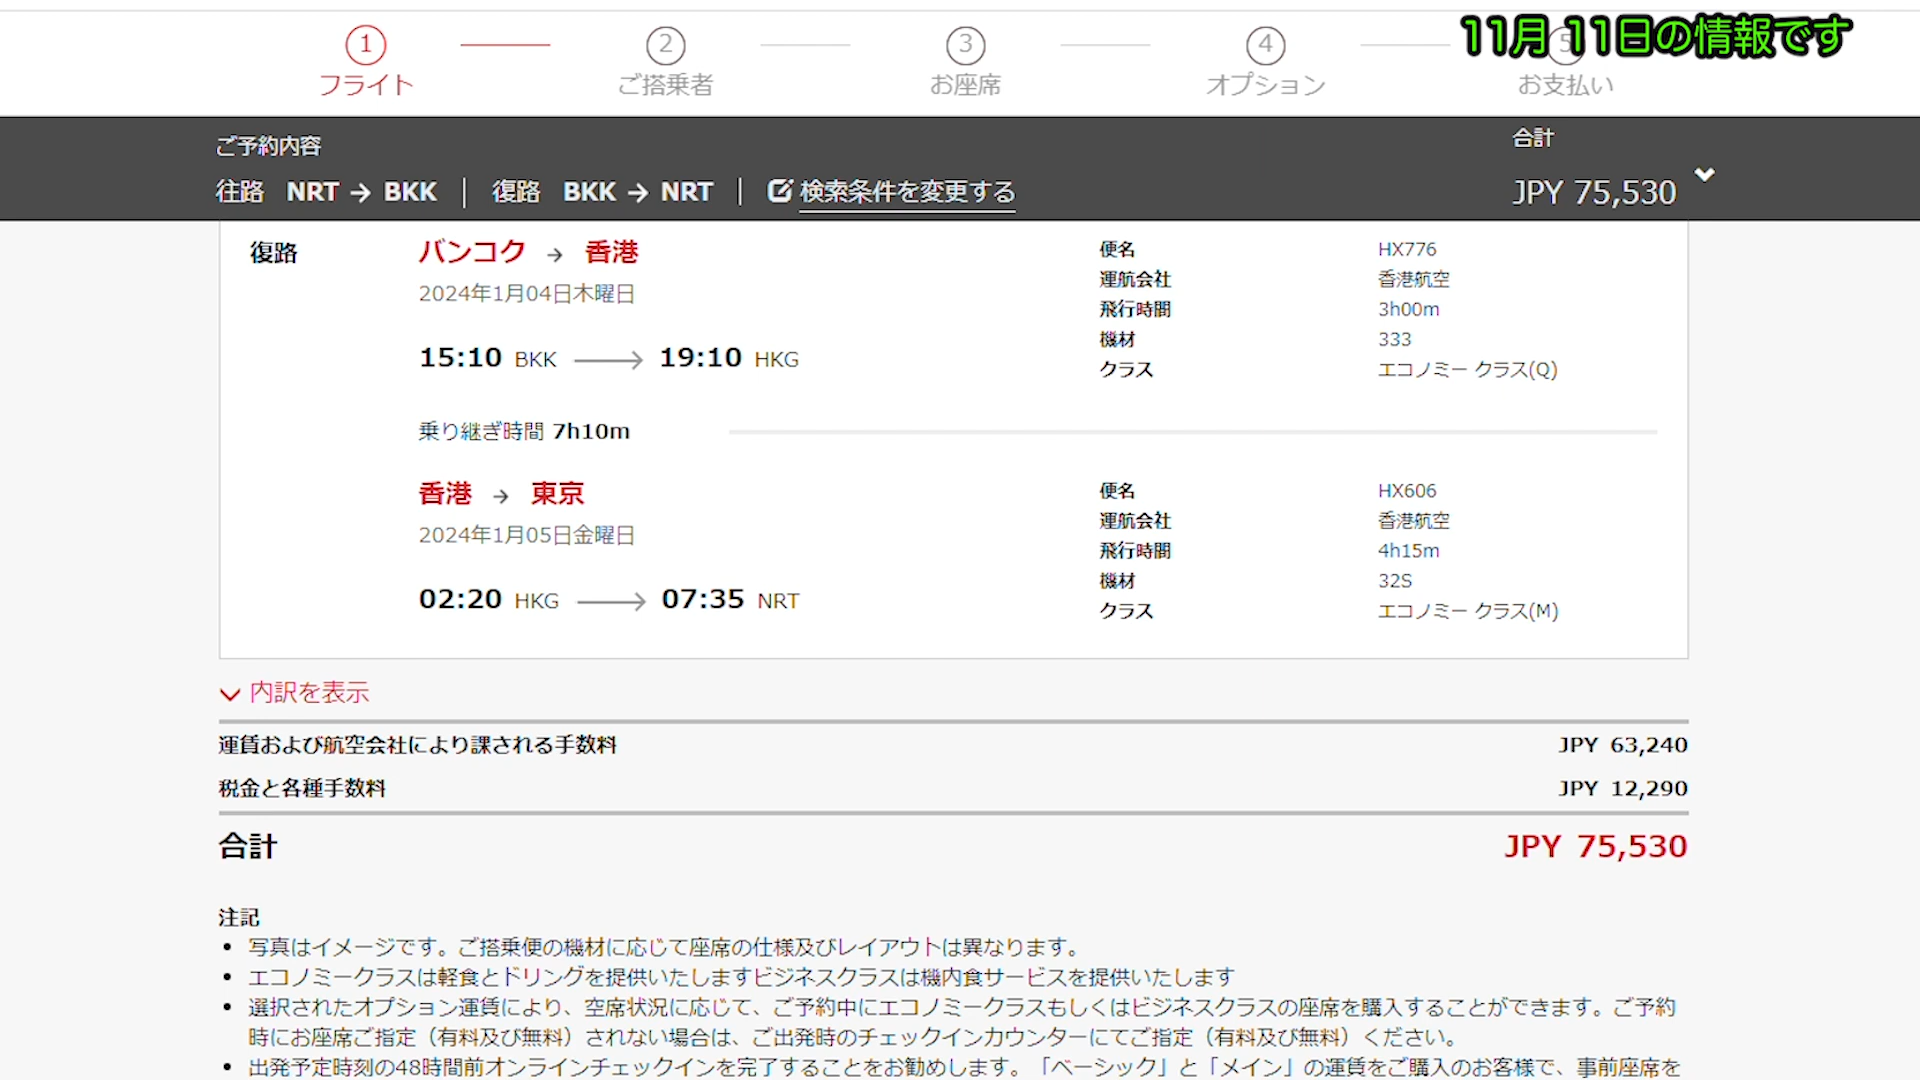 11月 11日の情報です
1 2 3 4 5
フライト ご搭乗者 お座席 オプション お支払い
ご予約内容 合計
往路 NRT → BKK | 復路 BKK → NRT | 検索条件を変更する JPY 75,530
復路 バンコク → 香港 便名 HX776
2024年1月04日木曜日 運航会社 香港航空
飛行時間 3h00m
15:10 BKK → 19:10 HKG 機材 333
クラス エコノミー クラス(Q)
乗り継ぎ時間 7h10m
香港 → 東京 便名 HX606
2024年1月05日金曜日 運航会社 香港航空
飛行時間 4h15m
02:20 HKG → 07:35 NRT 機材 32S
クラス エコノミー クラス(M)
内訳を表示
運賃および航空会社により課される手数料 JPY 63,240
税金と各種手数料 JPY 12,290
合計 JPY 75,530
注記
• 写真はイメージです。ご搭乗便の機材に応じて座席の仕様及びレイアウトは異なります。
• エコノミークラスは軽食とドリングを提供いたしますビジネスクラスは機内食サービスを提供いたします
• 選択されたオプション運賃により、空席状況に応じて、ご予約中にエコノミークラスもしくはビジネスクラスの座席を購入することができます。ご予約
時にお座席ご指定（有料及び無料）されない場合は、ご出発時のチェックインカウンターにてご指定（有料及び無料）ください。
• 出発予定時刻の48時間前オンラインチェックインを完了することをお勧めします。「ベーシック」と「メイン」の運賃をご購入のお客様で、事前座席を